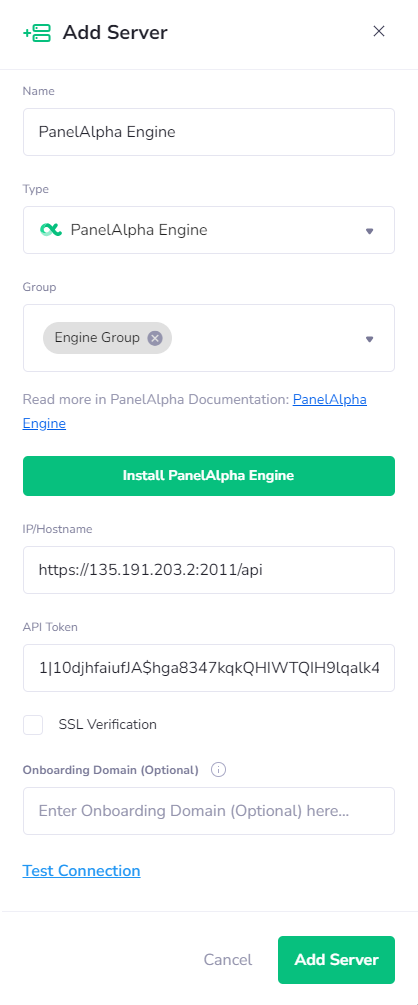 Add Server
Name
PanelAlpha Engine
Type
PanelAlpha Engine
Group
Engine Group
Read more in PanelAlpha Documentation: PanelAlpha
Engine
Install PanelAlpha Engine
IP/Hostname
https://135.191.203.2:2011/api
API Token
1|10djhfaiufJA$hga8347kqkQHIWTQIH9lqalk4
SSL Verification
Onboarding Domain (Optional)
Enter Onboarding Domain (Optional) here...
Test Connection
Cancel
Add Server